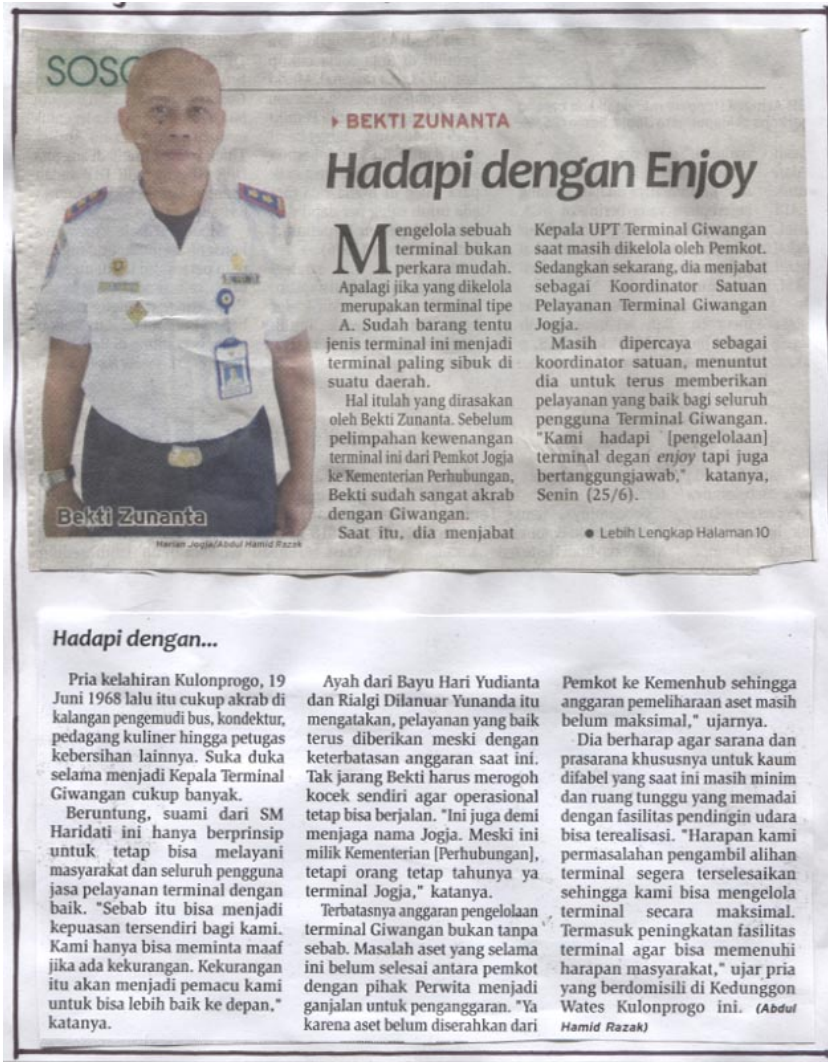 SOSO
▸ BEKTI ZUNANTA
Hadapi dengan Enjoy
Mengelola sebuah
terminal bukan
perkara mudah.
Apalagi jika yang dikelola
merupakan terminal tipe
A. Sudah barang tentu
jenis terminal ini menjadi
terminal paling sibuk di
suatu daerah.
Hal itulah yang dirasakan
oleh Bekti Zunanta. Sebelum
pelimpahan kewenangan
terminal ini dari Pemkot Jogja
ke Kementerian Perhubungan,
Bekti sudah sangat akrab
dengan Giwangan.
Saat itu, dia menjabat
Kepala UPT Terminal Giwangan
saat masih dikelola oleh Pemkot.
Sedangkan sekarang, dia menjabat
sebagai Koordinator Satuan
Pelayanan Terminal Giwangan
Jogja.
Masih dipercaya sebagai
koordinator satuan, menuntut
dia untuk terus memberikan
pelayanan yang baik bagi seluruh
pengguna Terminal Giwangan.
"Kami hadapi [pengelolaan]
terminal degan enjoy tapi juga
bertanggungjawab," katanya,
Senin (25/6).
● Lebih Lengkap Halaman 10
Bekti Zunanta
Harian Jogja/Abdul Hamid Razak
Hadapi dengan...
Pria kelahiran Kulonprogo, 19
Juni 1968 lalu itu cukup akrab di
kalangan pengemudi bus, kondektur,
pedagang kuliner hingga petugas
kebersihan lainnya. Suka duka
selama menjadi Kepala Terminal
Giwangan cukup banyak.
Beruntung, suami dari SM
Haridati ini hanya berprinsip
untuk tetap bisa melayani
masyarakat dan seluruh pengguna
jasa pelayanan terminal dengan
baik. "Sebab itu bisa menjadi
kepuasan tersendiri bagi kami.
Kami hanya bisa meminta maaf
jika ada kekurangan. Kekurangan
itu akan menjadi pemacu kami
untuk bisa lebih baik ke depan,"
katanya.
Ayah dari Bayu Hari Yudianta
dan Rialgi Dilanuar Yunanda itu
mengatakan, pelayanan yang baik
terus diberikan meski dengan
keterbatasan anggaran saat ini.
Tak jarang Bekti harus merogoh
kocek sendiri agar operasional
tetap bisa berjalan. "Ini juga demi
menjaga nama Jogja. Meski ini
milik Kementerian [Perhubungan],
tetapi orang tetap tahunya ya
terminal Jogja," katanya.
Terbatasnya anggaran pengelolaan
terminal Giwangan bukan tanpa
sebab. Masalah aset yang selama
ini belum selesai antara pemkot
dengan pihak Perwita menjadi
ganjalan untuk penganggaran. "Ya
karena aset belum diserahkan dari
Pemkot ke Kemenhub sehingga
anggaran pemeliharaan aset masih
belum maksimal," ujarnya.
Dia berharap agar sarana dan
prasarana khususnya untuk kaum
difabel yang saat ini masih minim
dan ruang tunggu yang memadai
dengan fasilitas pendingin udara
bisa terealisasi. "Harapan kami
permasalahan pengambil alihan
terminal segera terselesaikan
sehingga kami bisa mengelola
terminal secara maksimal.
Termasuk peningkatan fasilitas
terminal agar bisa memenuhi
harapan masyarakat," ujar pria
yang berdomisili di Kedunggon
Wates Kulonprogo ini. (Abdul
Hamid Razak)